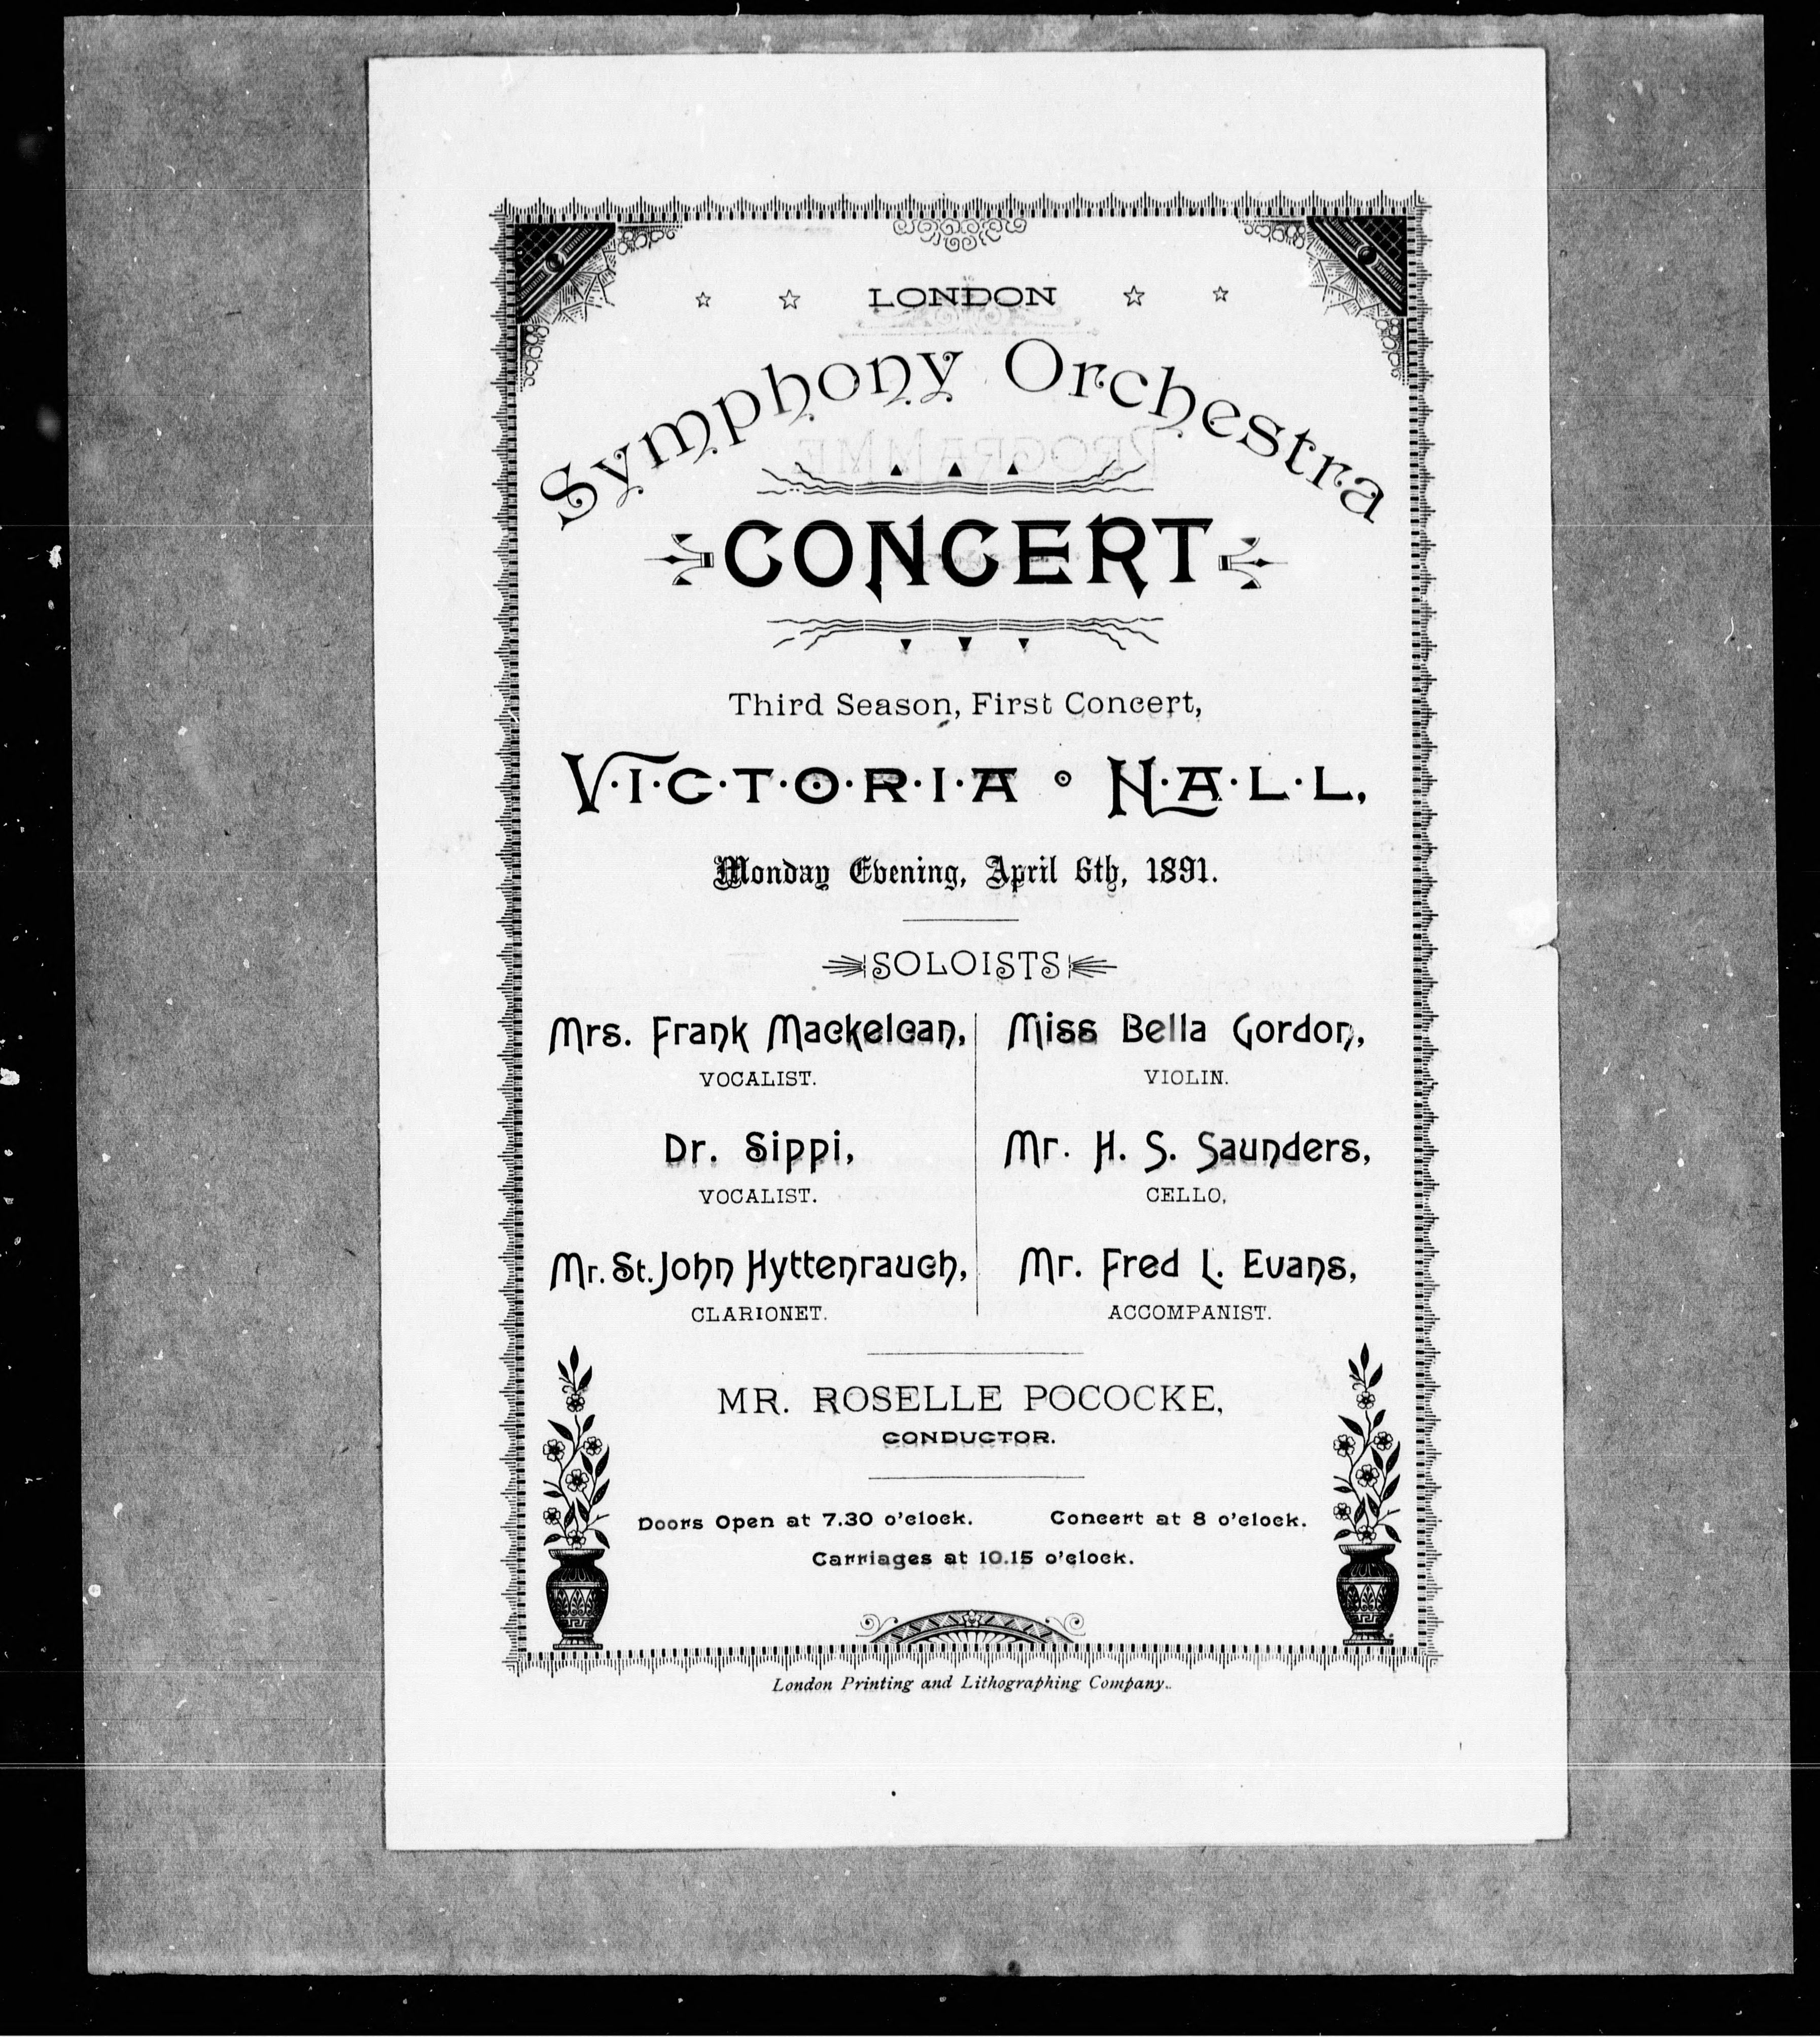 LONDON
Symphony Orchestra
CONCERT
Third Season, First Concert,
V·I·C·T·O·R·I·A H·A·L·L,
Monday Evening, April 6th, 1891.
SOLOISTS
Mrs. Frank Mackelcan,
VOCALIST.
Dr. Sippi,
VOCALIST.
Mr. St. John Hyttenrauch,
CLARIONET.
Miss Bella Gordon,
VIOLIN.
Mr. H. S. Saunders,
CELLO,
Mr. Fred L. Evans,
ACCOMPANIST.
MR. ROSELLE POCOCKE,
CONDUCTOR.
Doors Open at 7.30 o'clock. Concert at 8 o'clock.
Carriages at 10.15 o'clock.
London Printing and Lithographing Company.